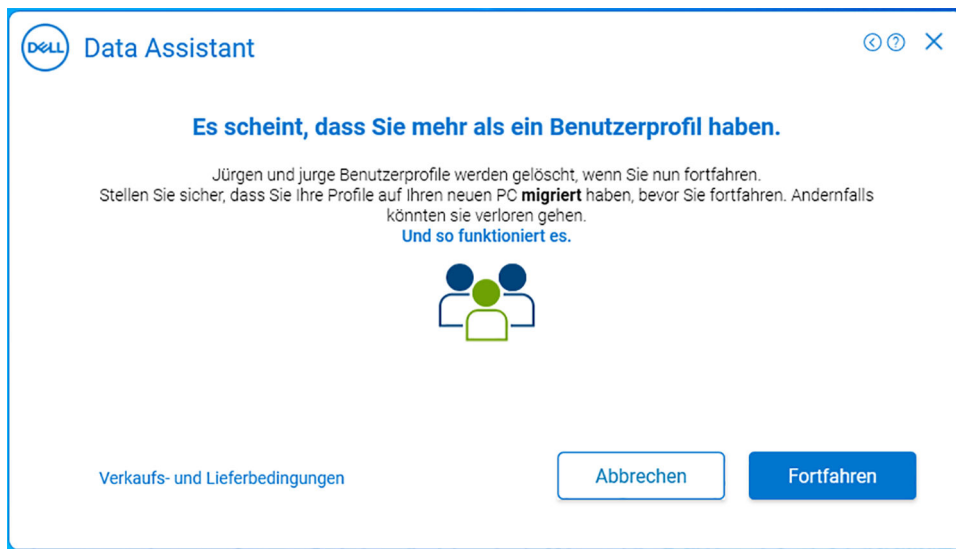 DELL
Data Assistant
Es scheint, dass Sie mehr als ein Benutzerprofil haben.
Jürgen und jurge Benutzerprofile werden gelöscht, wenn Sie nun fortfahren.
Stellen Sie sicher, dass Sie Ihre Profile auf Ihren neuen PC migriert haben, bevor Sie fortfahren. Andernfalls
könnten sie verloren gehen.
Und so funktioniert es.
Verkaufs- und Lieferbedingungen
Abbrechen
Fortfahren